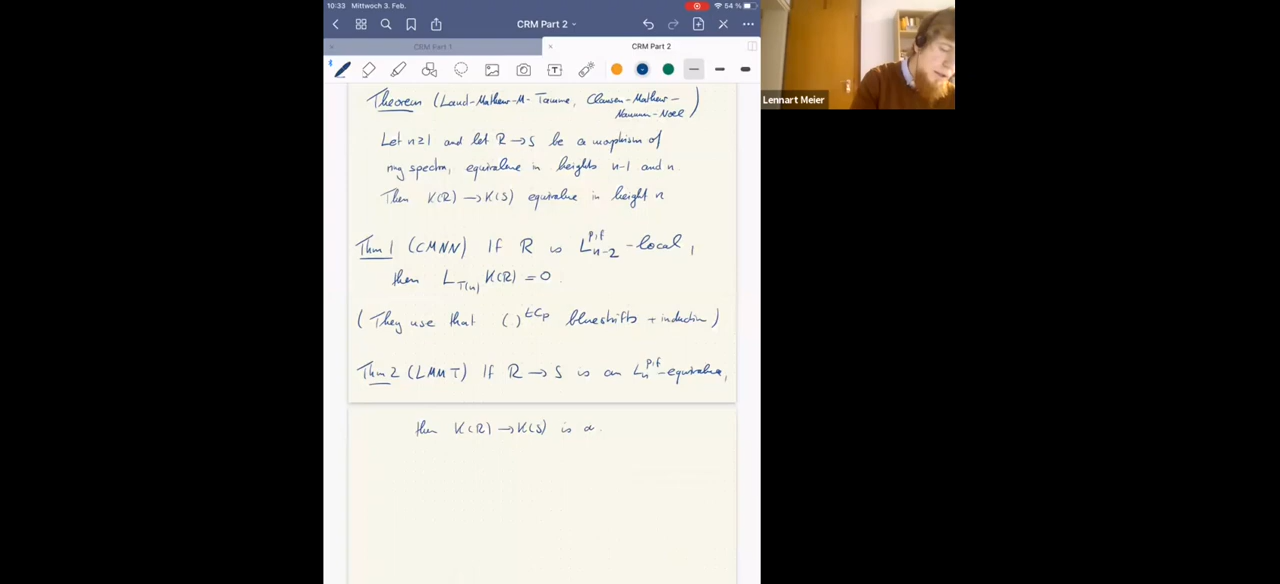 10:33 Mittwoch 3. Feb.
54 %
CRM Part 2
CRM Part 1
CRM Part 2
Lennart Meier
Theorem (Land-Mathew-M-Tamme, Clausen-Mathew-
Naumann-Noel)
Let n≥1 and let R→S be a morphism of
ring spectra, equivalence in heights n-1 and n.
Then K(R)→K(S) equivalence in height n
Thm 1 (CMNN) If R is L_{n-2}^{p,f}-local,
then L_{T(n)} K(R) = 0.
(They use that ( )^{tC_p} blueshifts + induction)
Thm 2 (LMMT) If R→S is an L_n^{p,f}-equivalence,
then K(R)→K(S) is a